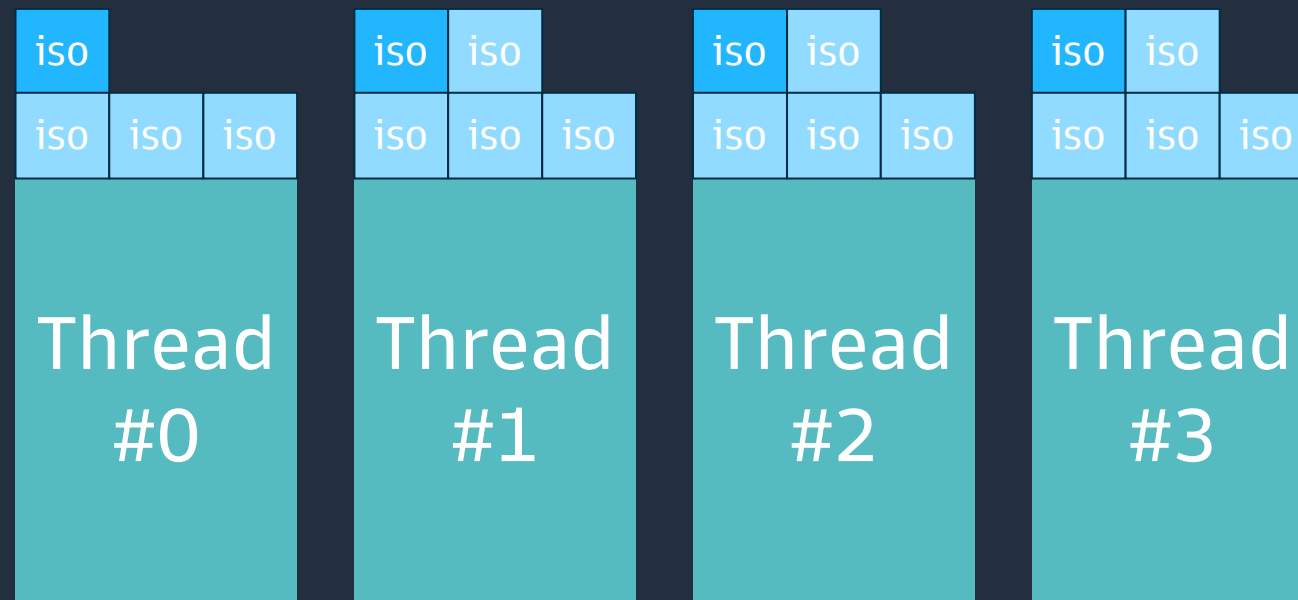 iso iso iso iso iso iso iso
iso iso iso iso iso iso iso iso iso iso iso iso
Thread Thread Thread Thread
#0 #1 #2 #3